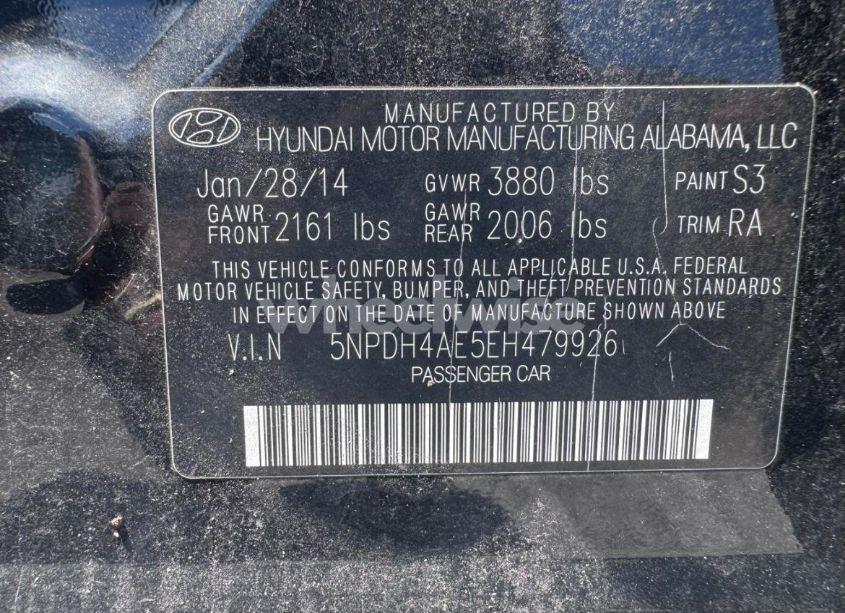 MANUFACTURED BY
HYUNDAI MOTOR MANUFACTURING ALABAMA, LLC
Jan/28/14 GVWR 3880 lbs PAINT S3
GAWR FRONT 2161 lbs GAWR REAR 2006 lbs TRIM RA
THIS VEHICLE CONFORMS TO ALL APPLICABLE U.S.A. FEDERAL
MOTOR VEHICLE SAFETY, BUMPER, AND THEFT PREVENTION STANDARDS
IN EFFECT ON THE DATE OF MANUFACTURE SHOWN ABOVE
wheelwise
V.I.N 5NPDH4AE5EH479926
PASSENGER CAR